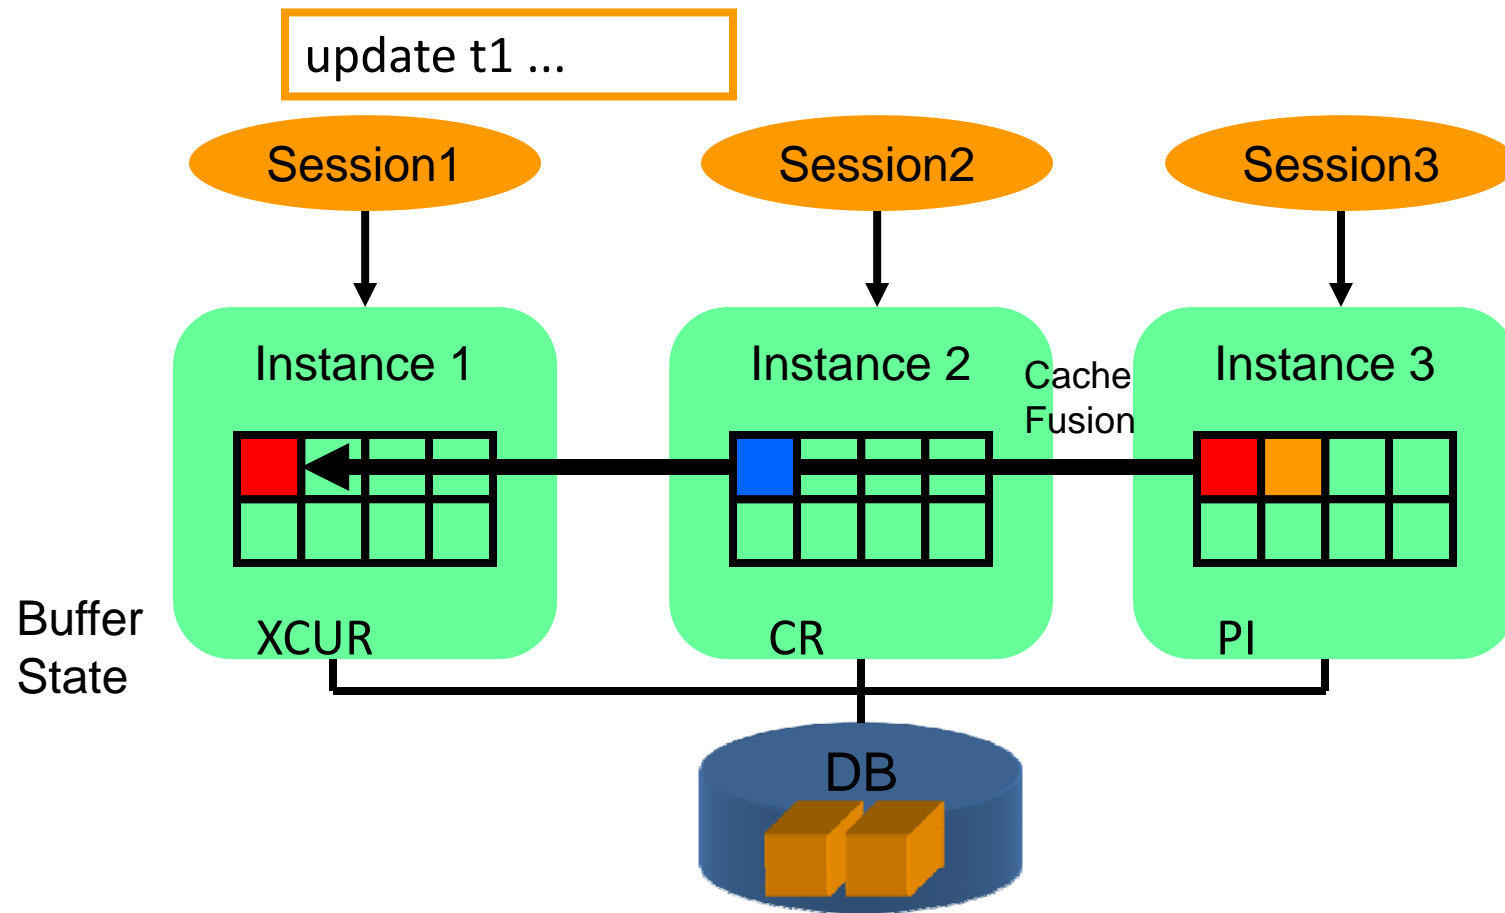 update t1 ...
Session1
Session2
Session3
Instance 1
Instance 2
Cache
Fusion
Instance 3
Buffer
State
XCUR
CR
PI
DB